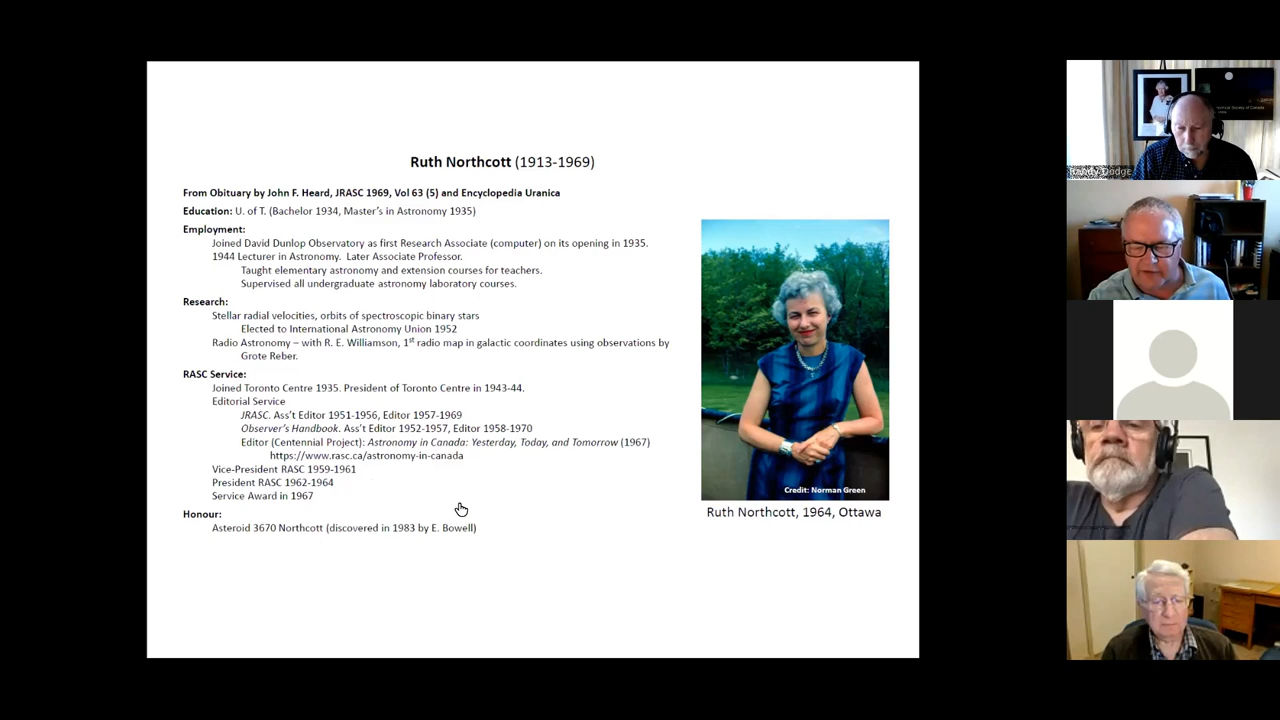 Ruth Northcott (1913-1969)
From Obituary by John F. Heard, JRASC 1969, Vol 63 (5) and Encyclopedia Uranica
Education: U. of T. (Bachelor 1934, Master's in Astronomy 1935)
Employment:
Joined David Dunlop Observatory as first Research Associate (computer) on its opening in 1935.
1944 Lecturer in Astronomy. Later Associate Professor.
Taught elementary astronomy and extension courses for teachers.
Supervised all undergraduate astronomy laboratory courses.
Research:
Stellar radial velocities, orbits of spectroscopic binary stars
Elected to International Astronomy Union 1952
Radio Astronomy – with R. E. Williamson, 1st radio map in galactic coordinates using observations by
Grote Reber.
RASC Service:
Joined Toronto Centre 1935. President of Toronto Centre in 1943-44.
Editorial Service
JRASC. Ass't Editor 1951-1956, Editor 1957-1969
Observer's Handbook. Ass't Editor 1952-1957, Editor 1958-1970
Editor (Centennial Project): Astronomy in Canada: Yesterday, Today, and Tomorrow (1967)
https://www.rasc.ca/astronomy-in-canada
Vice-President RASC 1959-1961
President RASC 1962-1964
Service Award in 1967
Honour:
Asteroid 3670 Northcott (discovered in 1983 by E. Bowell)
Credit: Norman Green
Ruth Northcott, 1964, Ottawa
Randy Dodge
Society of Canada